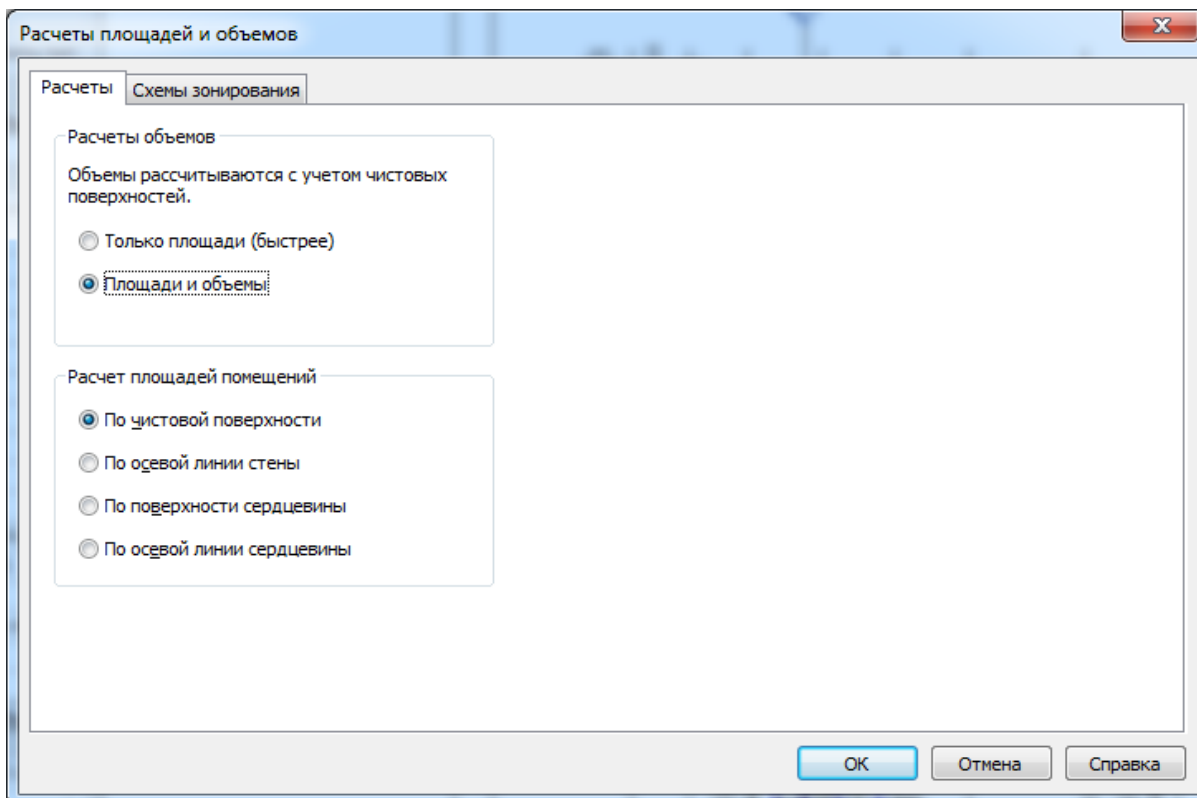 Расчеты площадей и объемов
Расчеты
Схемы зонирования
Расчеты объемов
Объемы рассчитываются с учетом чистовых
поверхностей.
Только площади (быстрее)
Площади и объемы
Расчет площадей помещений
По чистовой поверхности
По осевой линии стены
По поверхности сердцевины
По осевой линии сердцевины
OK
Отмена
Справка